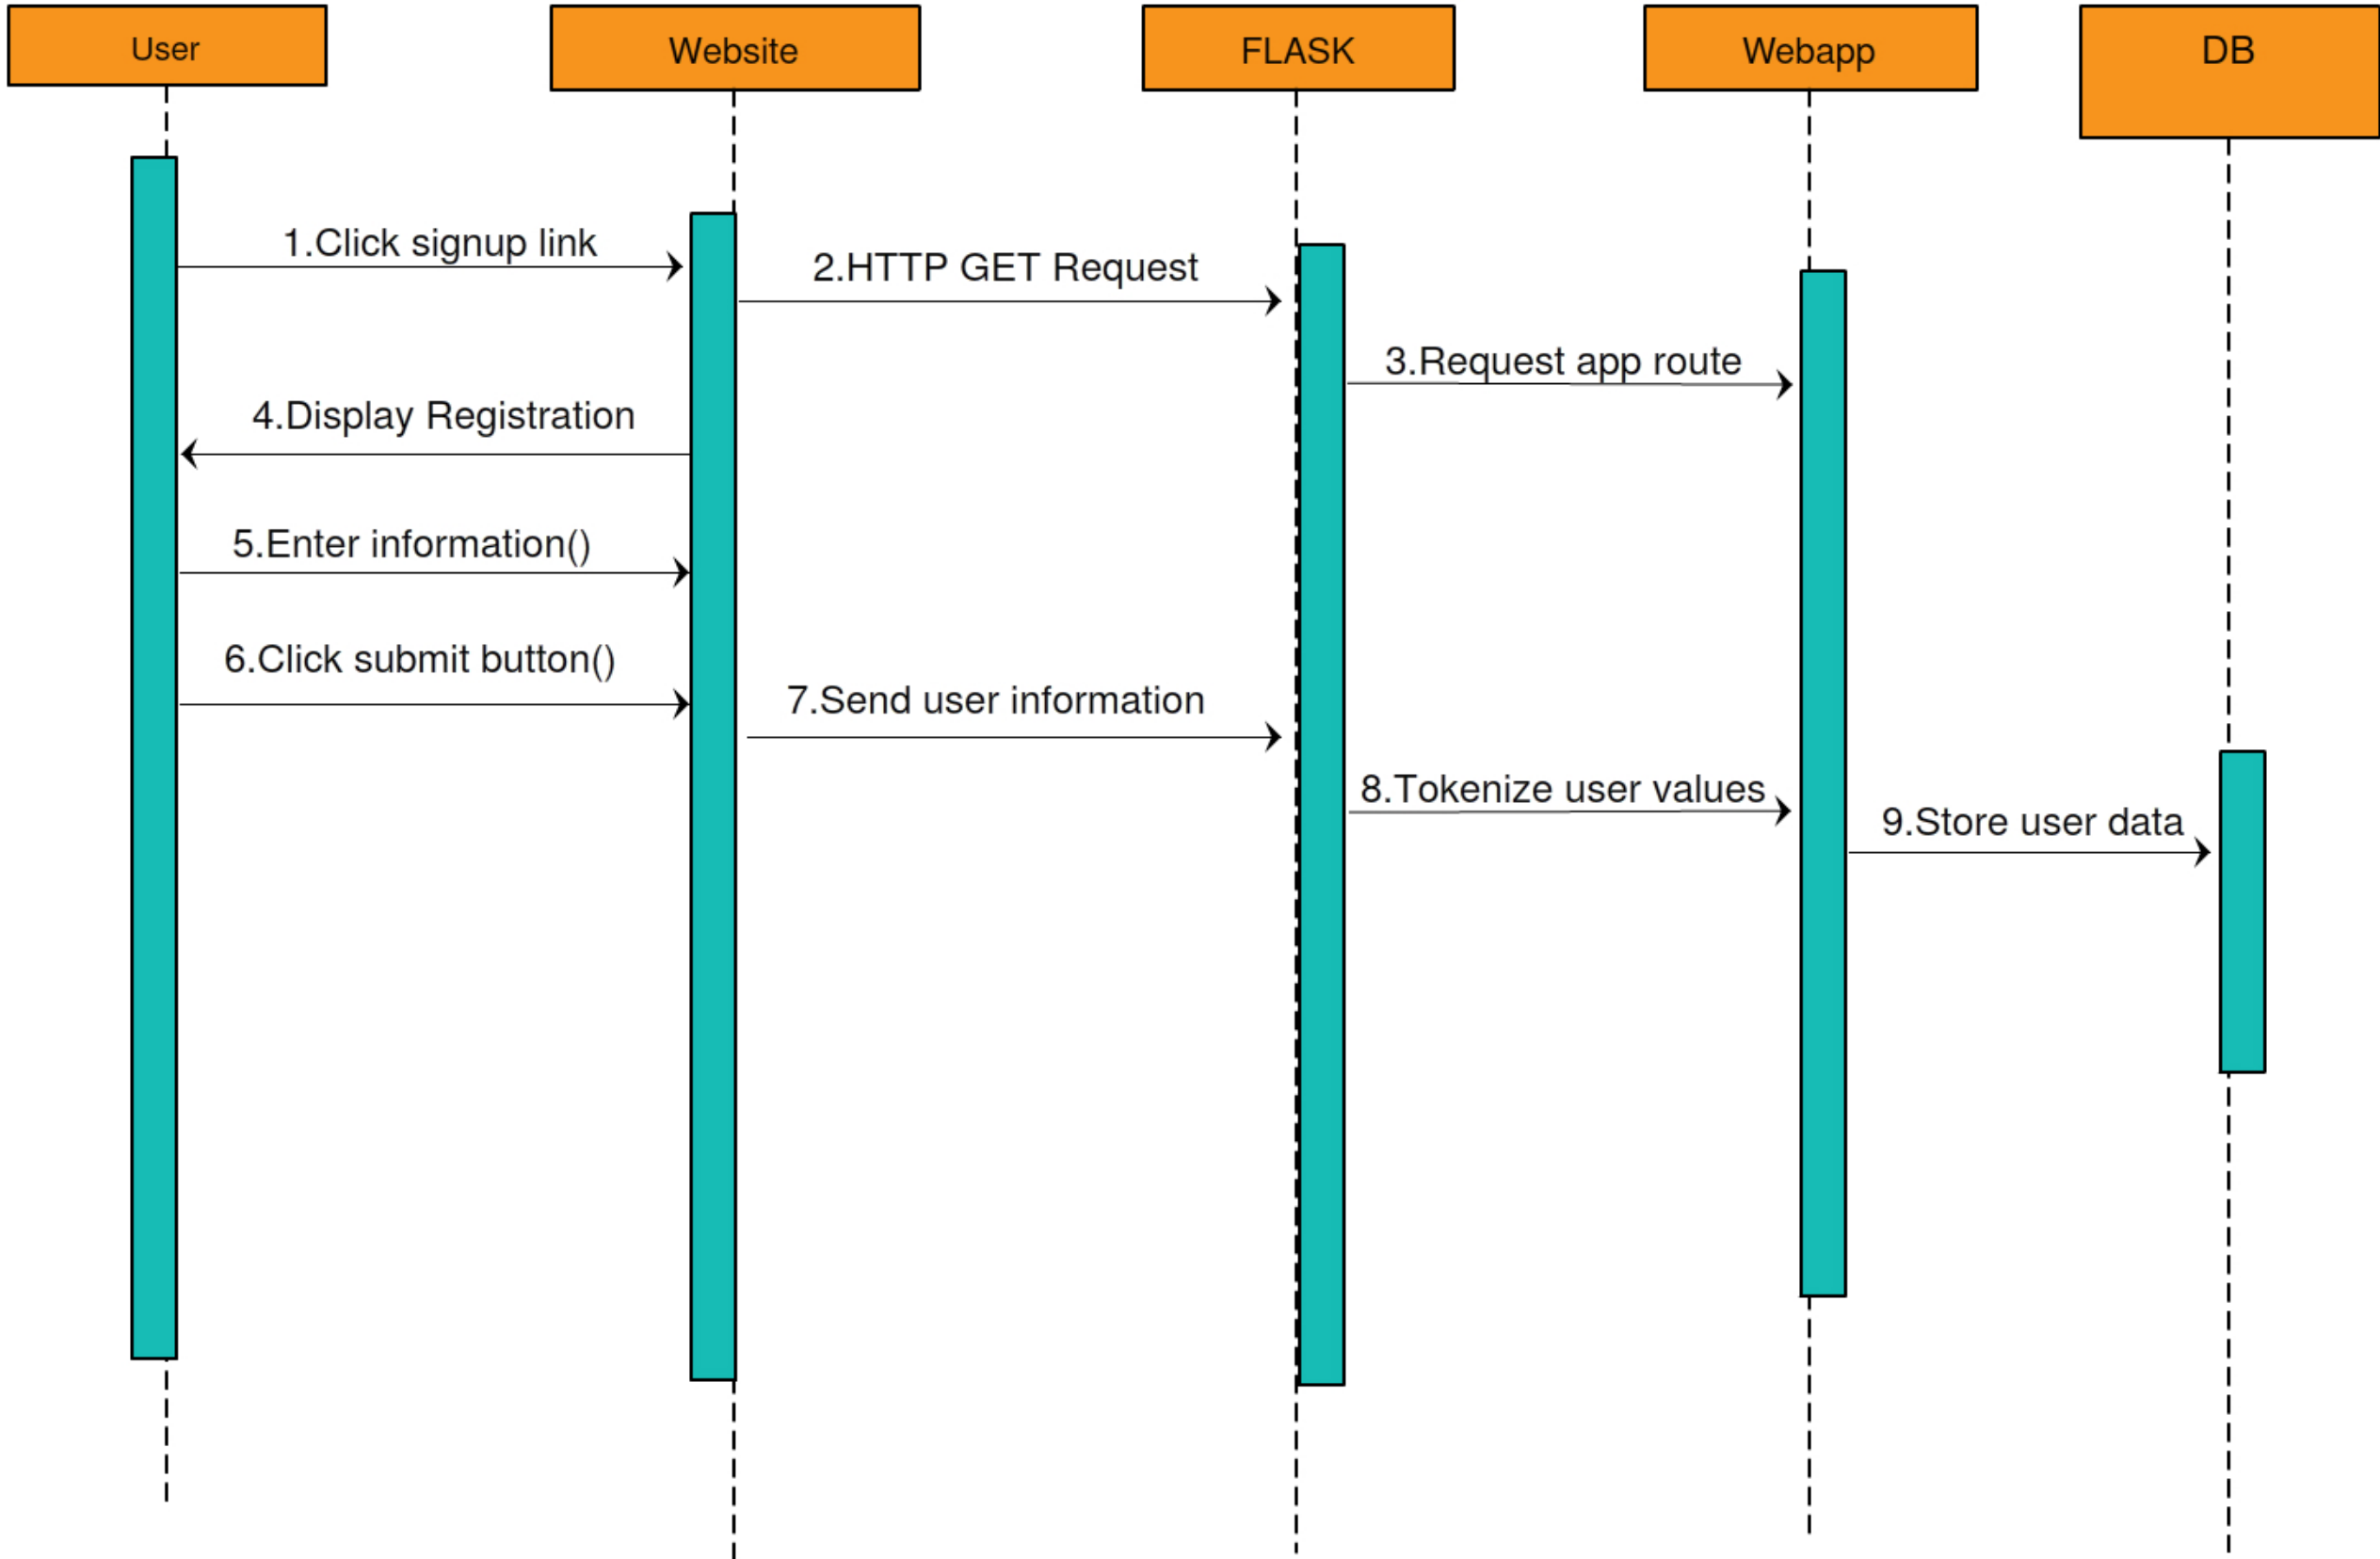 User
Website
FLASK
Webapp
DB
1.Click signup link
2.HTTP GET Request
3.Request app route
4.Display Registration
5.Enter information()
6.Click submit button()
7.Send user information
8.Tokenize user values
9.Store user data